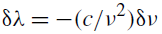 δλ = −(c/ν²)δν